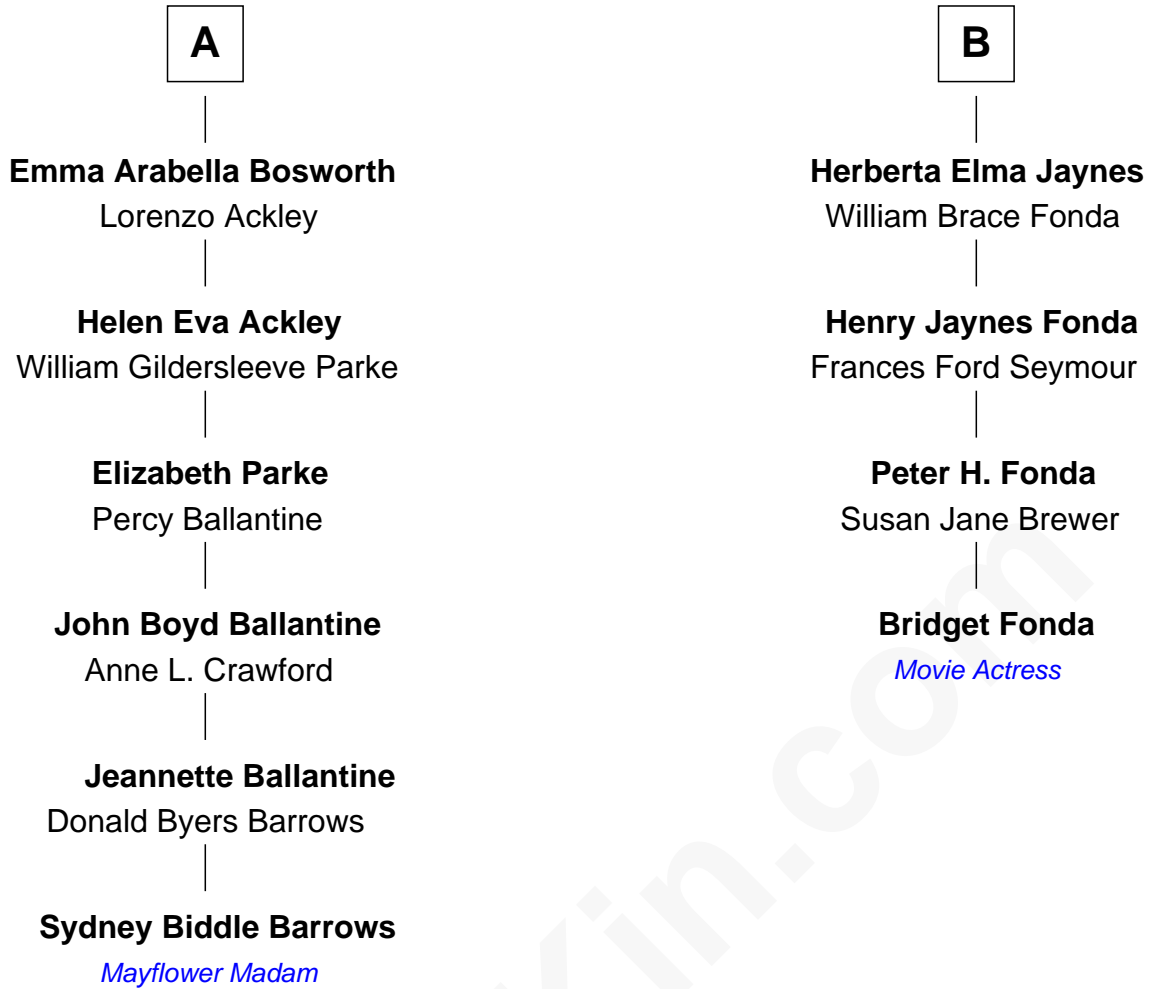 A
Emma Arabella Bosworth
Lorenzo Ackley
Helen Eva Ackley
William Gildersleeve Parke
Elizabeth Parke
Percy Ballantine
John Boyd Ballantine
Anne L. Crawford
Jeannette Ballantine
Donald Byers Barrows
Sydney Biddle Barrows
Mayflower Madam
B
Herberta Elma Jaynes
William Brace Fonda
Henry Jaynes Fonda
Frances Ford Seymour
Peter H. Fonda
Susan Jane Brewer
Bridget Fonda
Movie Actress
Kin.com